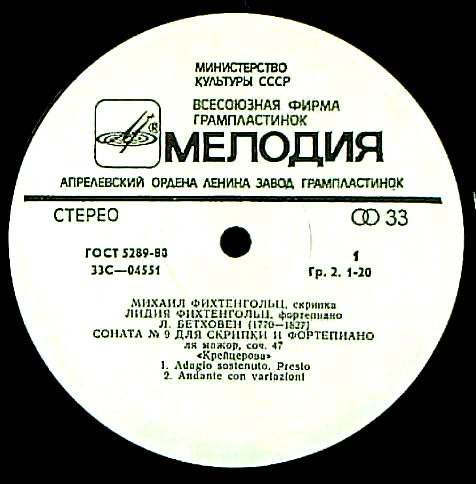 МИНИСТЕРСТВО
КУЛЬТУРЫ СССР
ВСЕСОЮЗНАЯ ФИРМА
ГРАМПЛАСТИНОК
® МЕЛОДИЯ
АПРЕЛЕВСКИЙ ОРДЕНА ЛЕНИНА ЗАВОД ГРАМПЛАСТИНОК
СТЕРЕО 33
ГОСТ 5289-80 1
33С—04551 Гр. 2. 1-20
МИХАИЛ ФИХТЕНГОЛЬЦ, скрипка
ЛИДИЯ ФИХТЕНГОЛЬЦ, фортепиано
Л. БЕТХОВЕН (1770—1827)
СОНАТА № 9 ДЛЯ СКРИПКИ И ФОРТЕПИАНО
ля мажор, соч. 47
«Крейцерова»
1. Adagio sostenuto. Presto
2. Andante con variazioni